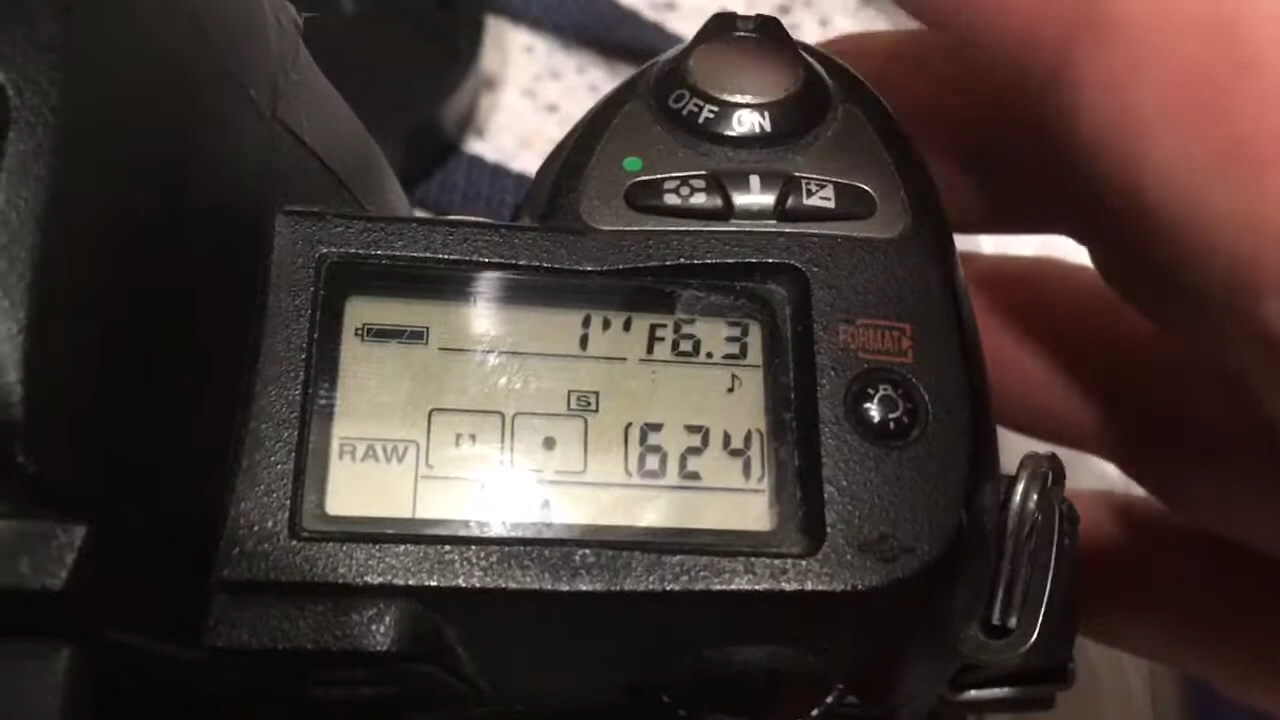 OFF ON
1" F6.3
FORMAT
S
RAW
[624]